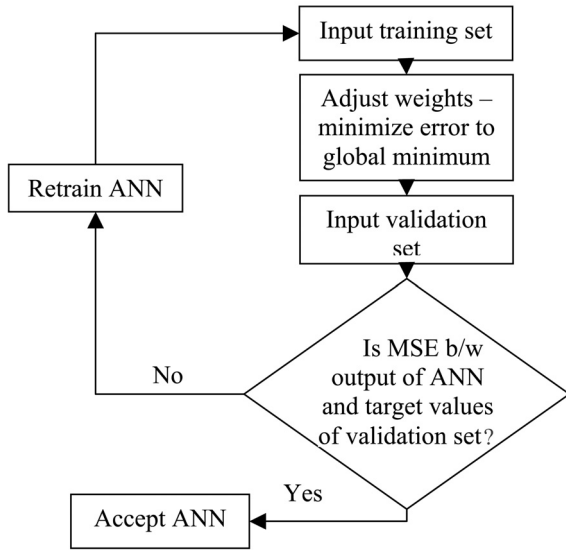 Input training set
Adjust weights –
minimize error to
global minimum
Retrain ANN
Input validation
set
Is MSE b/w
output of ANN
and target values
of validation set?
No
Yes
Accept ANN